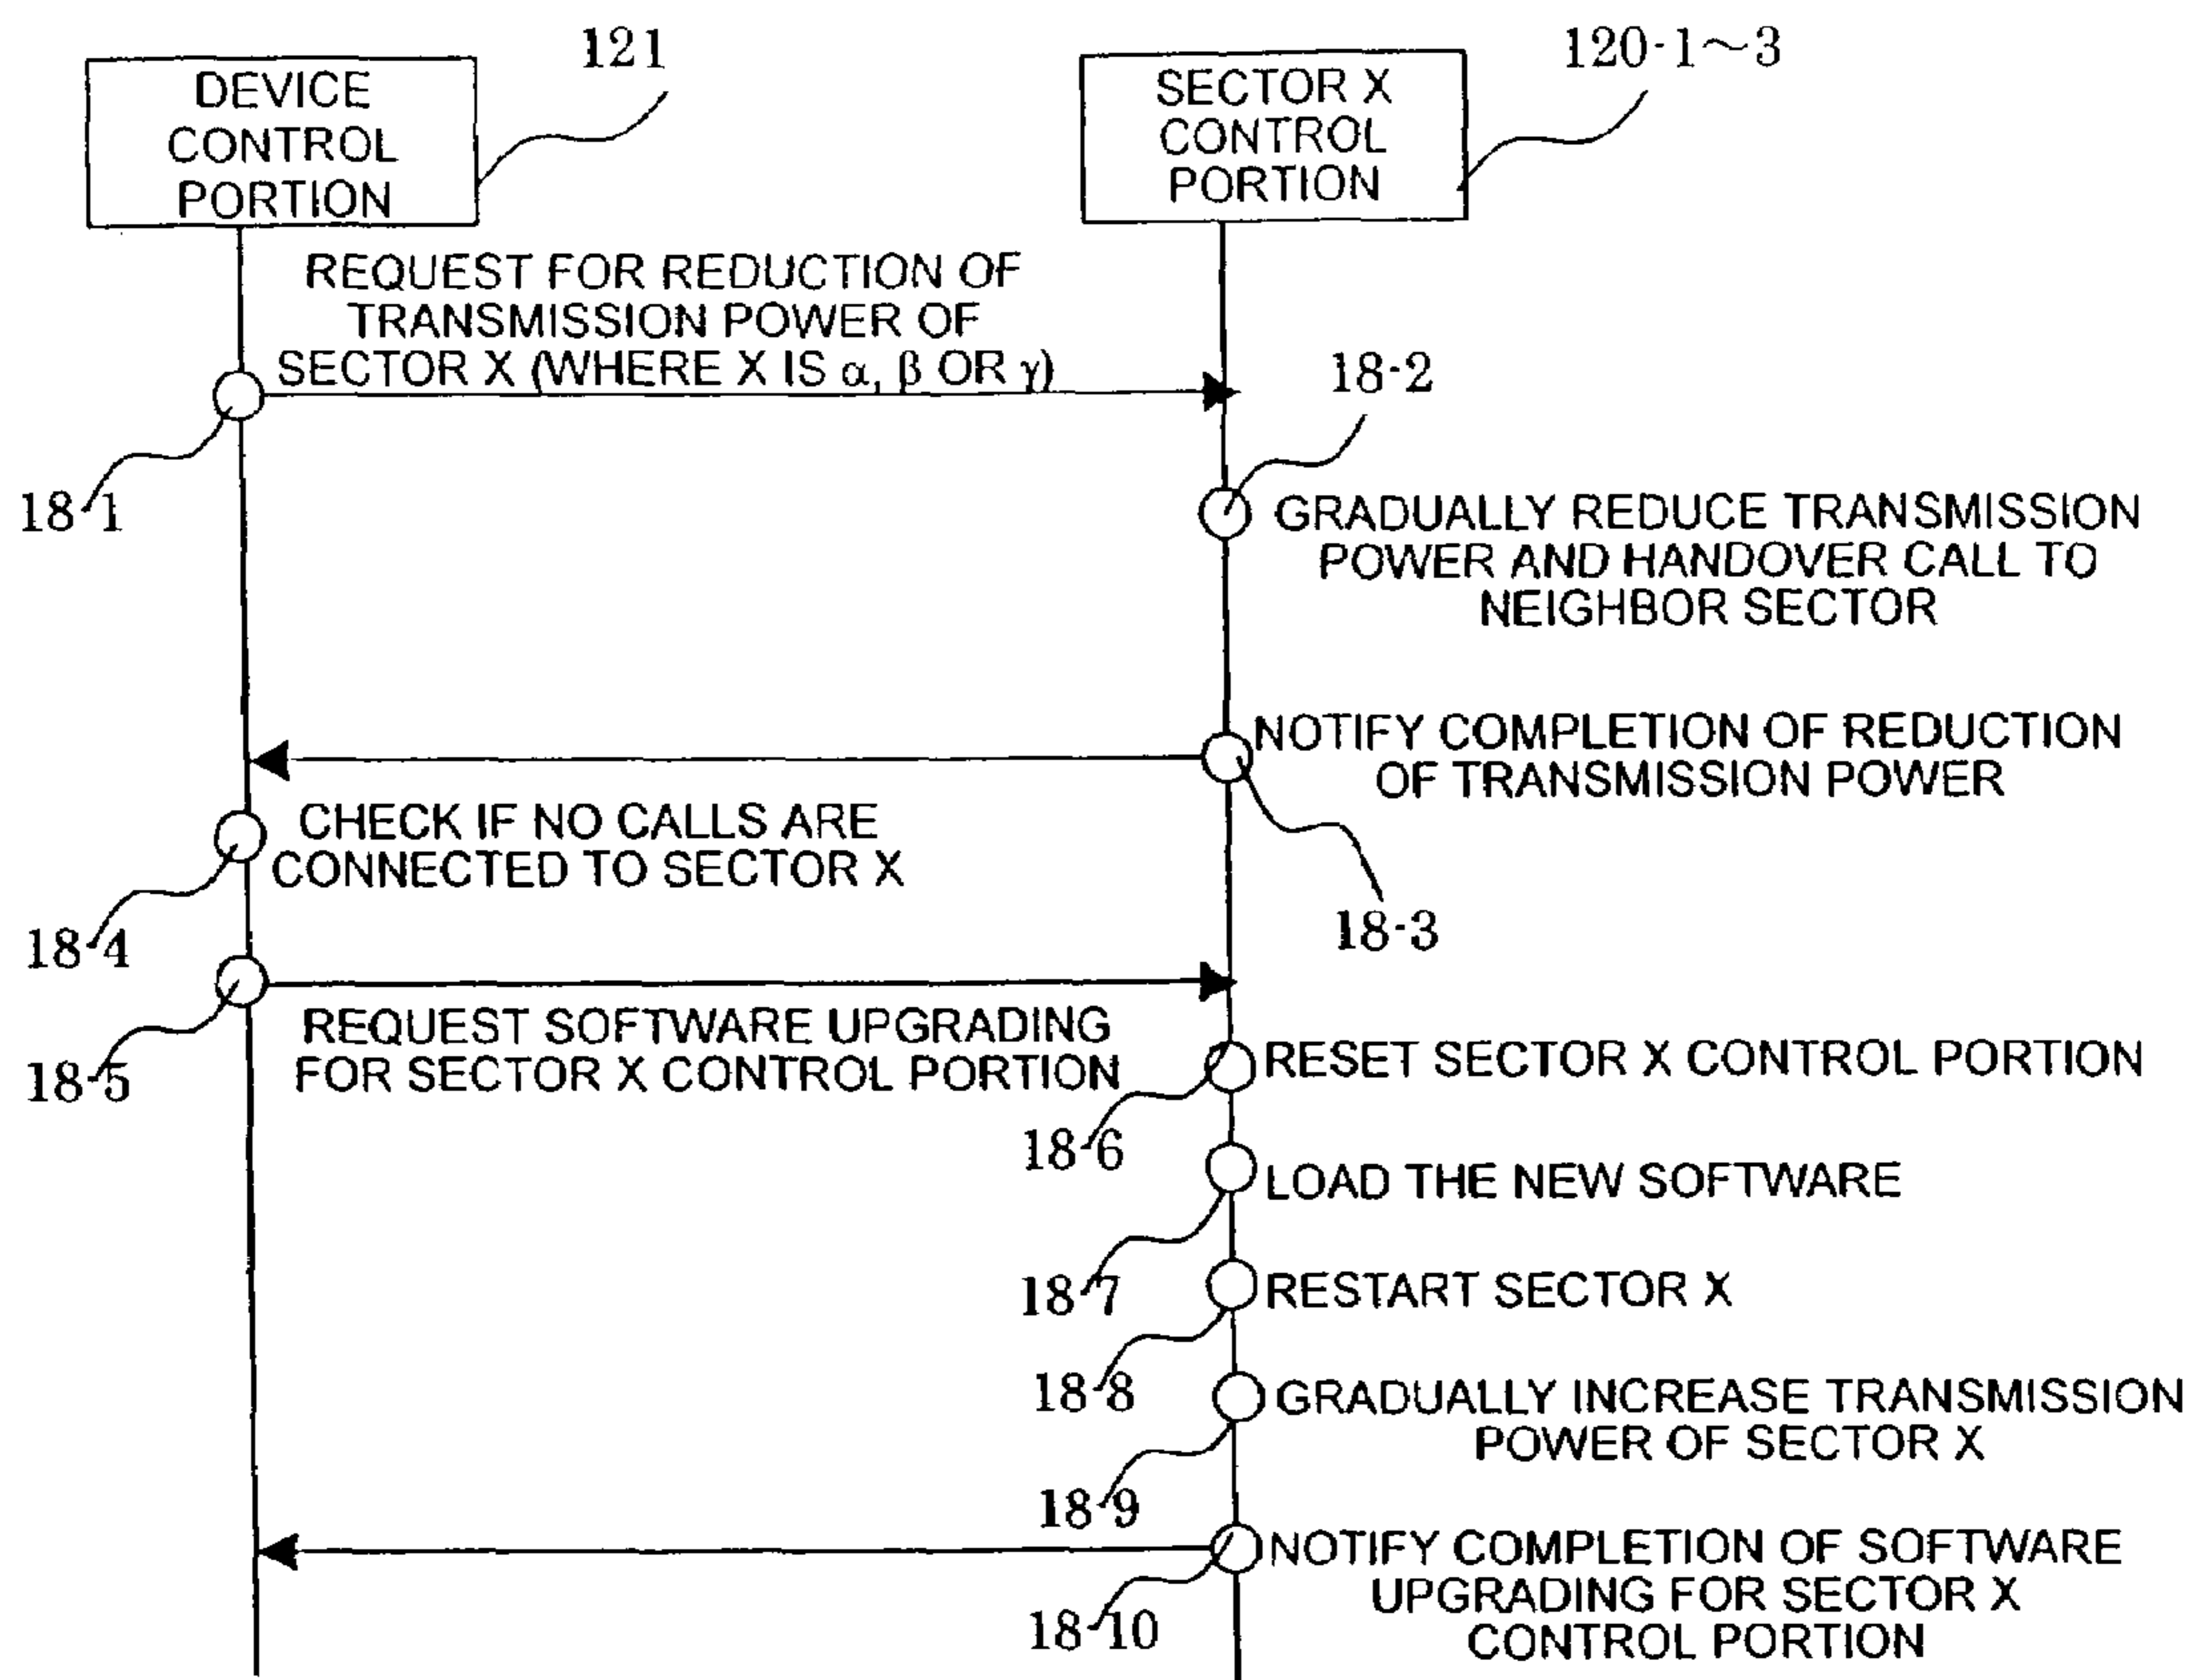 121
120-1~3
DEVICE
CONTROL
PORTION
SECTOR X
CONTROL
PORTION
REQUEST FOR REDUCTION OF
TRANSMISSION POWER OF
SECTOR X (WHERE X IS α, β OR γ)
18-1
18-2
GRADUALLY REDUCE TRANSMISSION
POWER AND HANDOVER CALL TO
NEIGHBOR SECTOR
NOTIFY COMPLETION OF REDUCTION
OF TRANSMISSION POWER
18-3
CHECK IF NO CALLS ARE
CONNECTED TO SECTOR X
18-4
REQUEST SOFTWARE UPGRADING
FOR SECTOR X CONTROL PORTION
18-5
RESET SECTOR X CONTROL PORTION
18-6
LOAD THE NEW SOFTWARE
18-7
RESTART SECTOR X
18-8
GRADUALLY INCREASE TRANSMISSION
POWER OF SECTOR X
18-9
NOTIFY COMPLETION OF SOFTWARE
UPGRADING FOR SECTOR X
CONTROL PORTION
18-10